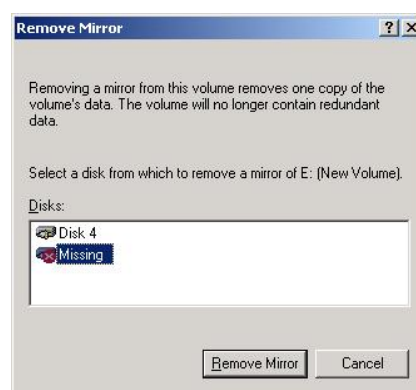 Remove Mirror
Removing a mirror from this volume removes one copy of the
volume's data. The volume will no longer contain redundant
data.
Select a disk from which to remove a mirror of E: (New Volume).
Disks:
Disk 4
Missing
Remove Mirror Cancel